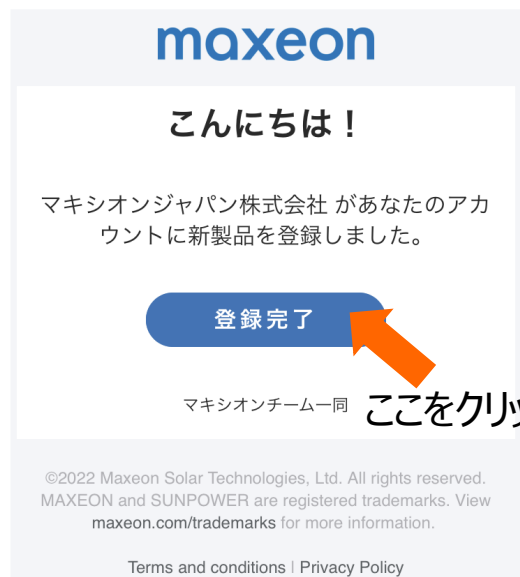 maxeon
こんにちは！
マキシオンジャパン株式会社 があなたのアカ
ウントに新製品を登録しました。
登録完了
マキシオンチーム一同
ここをクリッ
©2022 Maxeon Solar Technologies, Ltd. All rights reserved.
MAXEON and SUNPOWER are registered trademarks. View
maxeon.com/trademarks for more information.
Terms and conditions | Privacy Policy